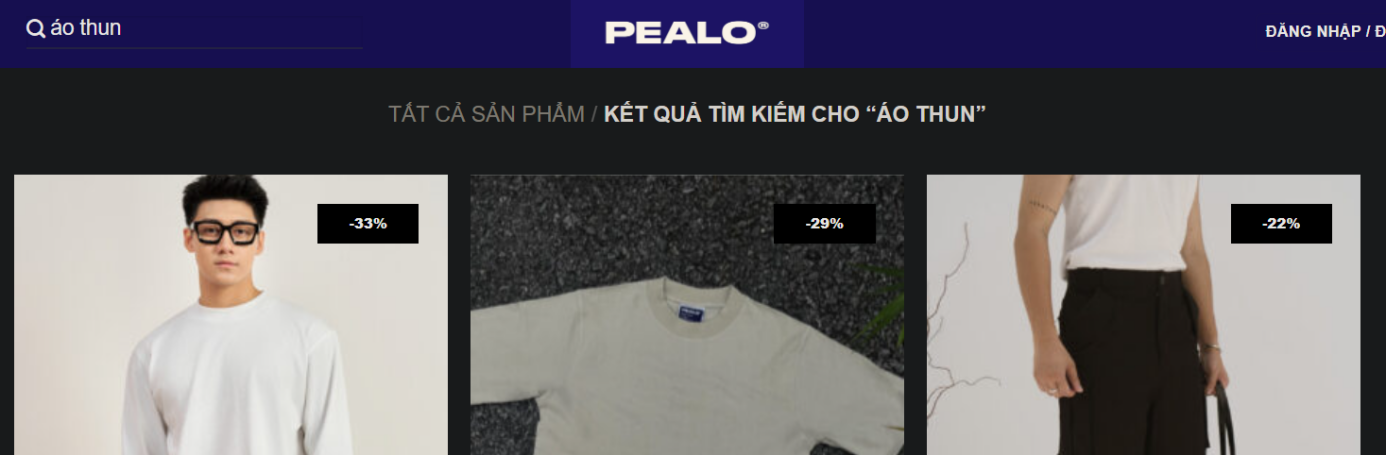 áo thun
PEALO®
ĐĂNG NHẬP / Đ
TẤT CẢ SẢN PHẨM / KẾT QUẢ TÌM KIẾM CHO “ÁO THUN”
-33%
-29%
-22%
PEALO